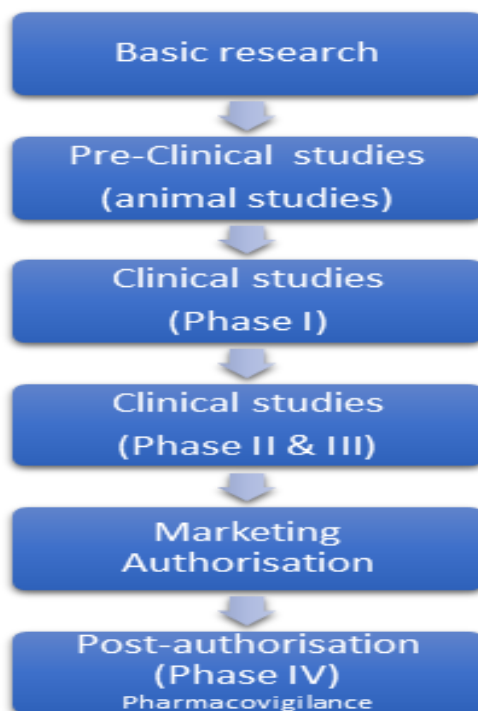 Basic research
Pre-Clinical studies
(animal studies)
Clinical studies
(Phase I)
Clinical studies
(Phase II & III)
Marketing
Authorisation
Post-authorisation
(Phase IV)
Pharmacovigilance